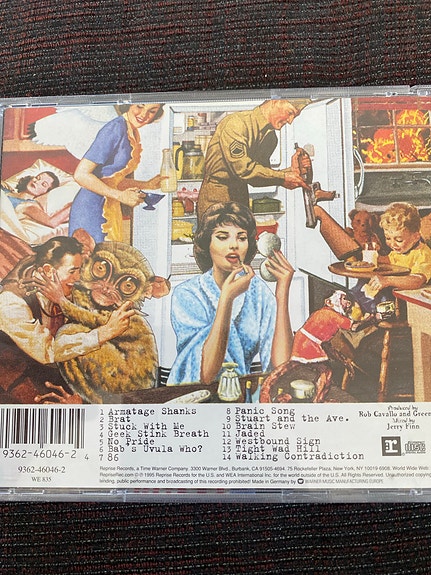 1 Armatage Shanks
2 Brat
3 Stuck With Me
4 Geek Stink Breath
5 No Pride
6 Bab's Uvula Who?
7 86
8 Panic Song
9 Stuart and the Ave.
10 Brain Stew
11 Jaded
12 Westbound Sign
13 Tight Wad Hill
14 Walking Contradiction
Produced by
Rob Cavallo and Green
Mixed by
Jerry Finn
9362-46046-2
4
9362-46046-2
WE 835
Reprise Records, a Time Warner Company. 3300 Warner Blvd., Burbank, CA 91505-4694. 75 Rockefeller Plaza, New York, NY 10019-6908. World Wide Web:
© 1995 Reprise Records for the U.S. and WEA International Inc. for the world outside of the U.S. All Rights Reserved. Unauthorized copying,
lending, public performance and broadcasting of this recording prohibited! Made in Germany by WARNER MUSIC MANUFACTURING EUROPE.